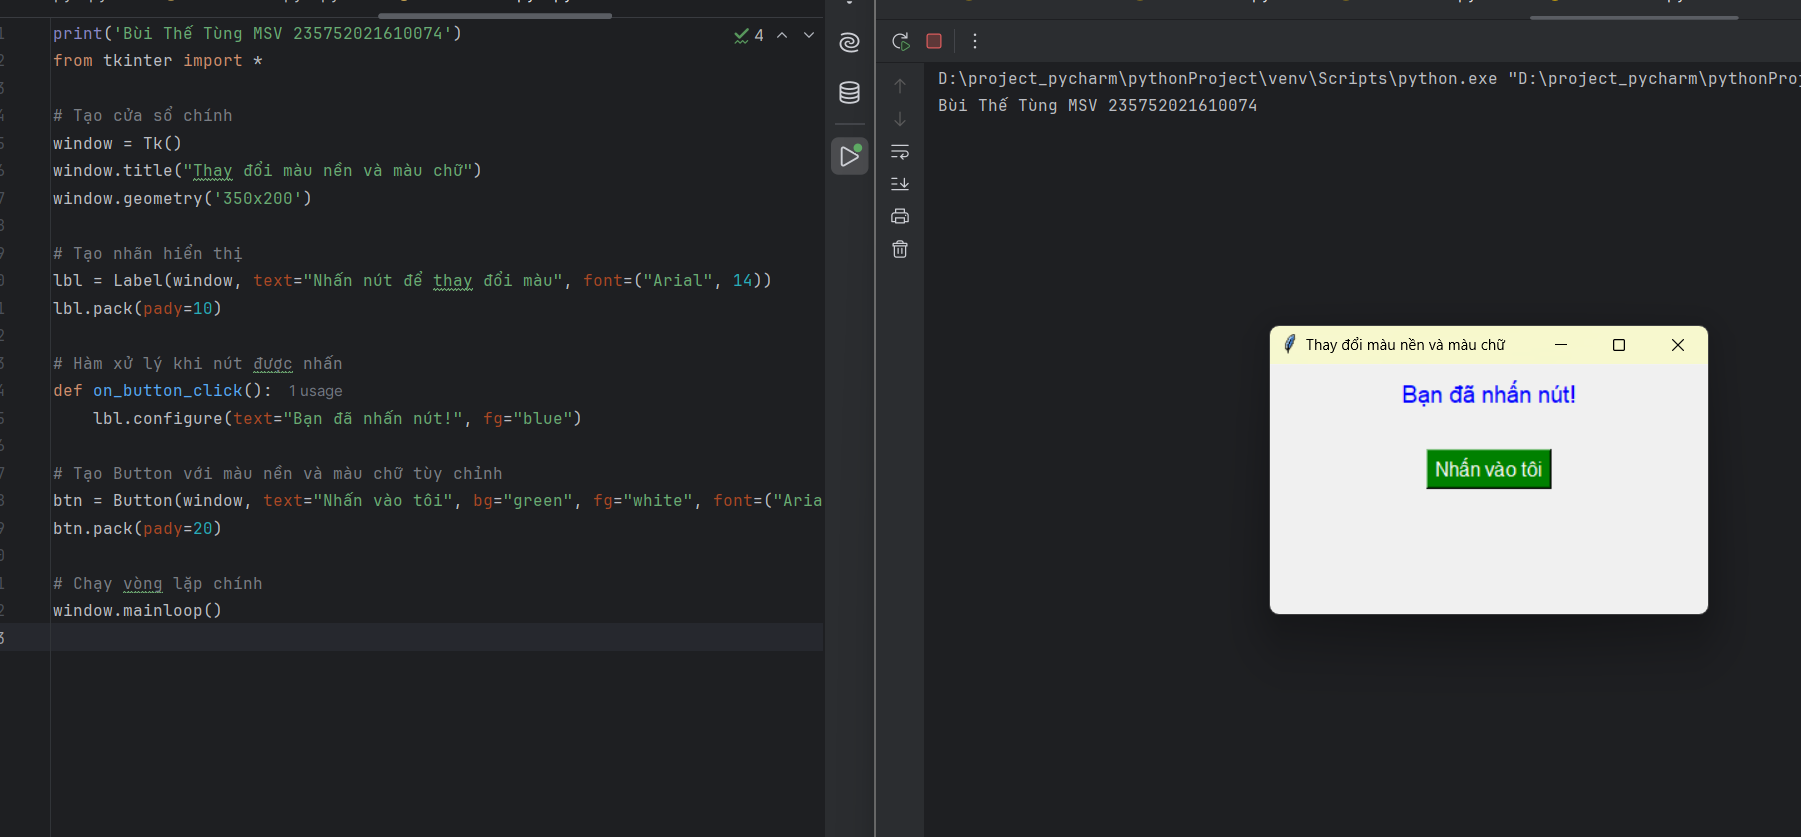 print('Bùi Thế Tùng MSV 235752021610074')
from tkinter import *
# Tạo cửa sổ chính
window = Tk()
window.title("Thay đổi màu nền và màu chữ")
window.geometry('350x200')
# Tạo nhãn hiển thị
lbl = Label(window, text="Nhấn nút để thay đổi màu", font=("Arial", 14))
lbl.pack(pady=10)
# Hàm xử lý khi nút được nhấn
def on_button_click(): 1 usage
lbl.configure(text="Bạn đã nhấn nút!", fg="blue")
# Tạo Button với màu nền và màu chữ tùy chỉnh
btn = Button(window, text="Nhấn vào tôi", bg="green", fg="white", font=("Aria
btn.pack(pady=20)
# Chạy vòng lặp chính
window.mainloop()
4
D:\project_pycharm\pythonProject\venv\Scripts\python.exe "D:\project_pycharm\pythonProj
Bùi Thế Tùng MSV 235752021610074
Thay đổi màu nền và màu chữ
Bạn đã nhấn nút!
Nhấn vào tôi